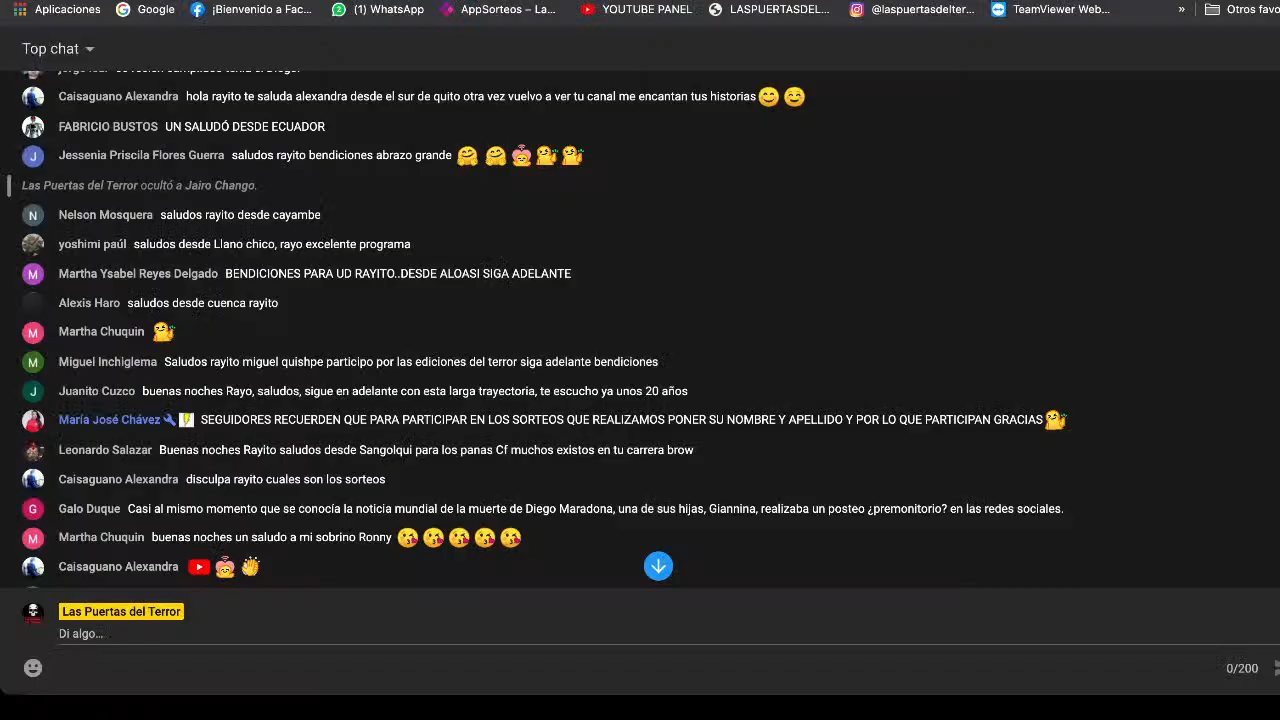 Aplicaciones Google ¡Bienvenido a Fac... (1) WhatsApp AppSorteos – La... YOUTUBE PANEL LASPUERTASDEL... @laspuertasdelter... TeamViewer Web... » Otros favo
Top chat
Caisaguano Alexandra hola rayito te saluda alexandra desde el sur de quito otra vez vuelvo a ver tu canal me encantan tus historias
FABRICIO BUSTOS UN SALUDÓ DESDE ECUADOR
J Jessenia Priscila Flores Guerra saludos rayito bendiciones abrazo grande
Las Puertas del Terror ocultó a Jairo Chango.
N Nelson Mosquera saludos rayito desde cayambe
yoshimi paúl saludos desde Llano chico, rayo excelente programa
M Martha Ysabel Reyes Delgado BENDICIONES PARA UD RAYITO..DESDE ALOASI SIGA ADELANTE
Alexis Haro saludos desde cuenca rayito
M Martha Chuquin
M Miguel Inchiglema Saludos rayito miguel quishpe participo por las ediciones del terror siga adelante bendiciones
J Juanito Cuzco buenas noches Rayo, saludos, sigue en adelante con esta larga trayectoria, te escucho ya unos 20 años
María José Chávez SEGUIDORES RECUERDEN QUE PARA PARTICIPAR EN LOS SORTEOS QUE REALIZAMOS PONER SU NOMBRE Y APELLIDO Y POR LO QUE PARTICIPAN GRACIAS
Leonardo Salazar Buenas noches Rayito saludos desde Sangolqui para los panas Cf muchos existos en tu carrera brow
Caisaguano Alexandra disculpa rayito cuales son los sorteos
G Galo Duque Casi al mismo momento que se conocía la noticia mundial de la muerte de Diego Maradona, una de sus hijas, Giannina, realizaba un posteo ¿premonitorio? en las redes sociales.
M Martha Chuquin buenas noches un saludo a mi sobrino Ronny
Caisaguano Alexandra
Las Puertas del Terror
Di algo...
0/200